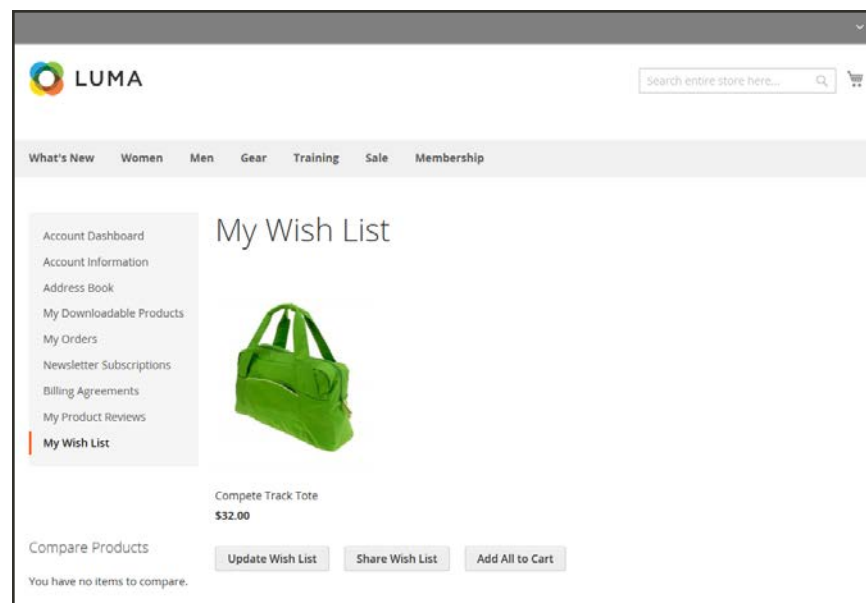 LUMA
Search entire store here...
What's New Women Men Gear Training Sale Membership
Account Dashboard
Account Information
Address Book
My Downloadable Products
My Orders
Newsletter Subscriptions
Billing Agreements
My Product Reviews
My Wish List
My Wish List
Compete Track Tote
$32.00
Update Wish List Share Wish List Add All to Cart
Compare Products
You have no items to compare.